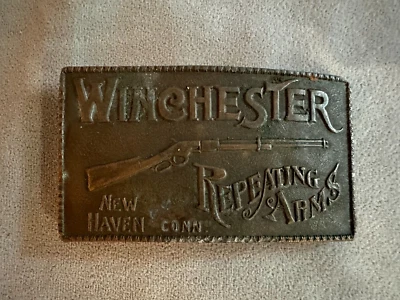 WINCHESTER
REPEATING
ARMS
NEW
HAVEN CONN.